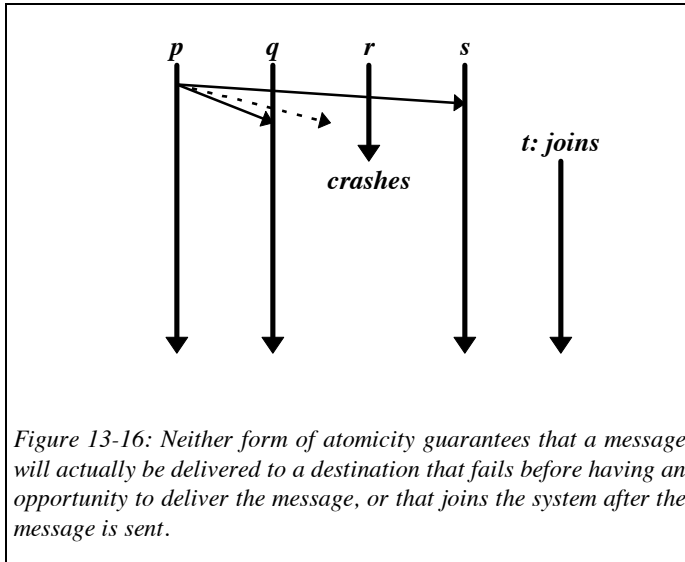 p q r s
t: joins
crashes
Figure 13-16: Neither form of atomicity guarantees that a message
will actually be delivered to a destination that fails before having an
opportunity to deliver the message, or that joins the system after the
message is sent.